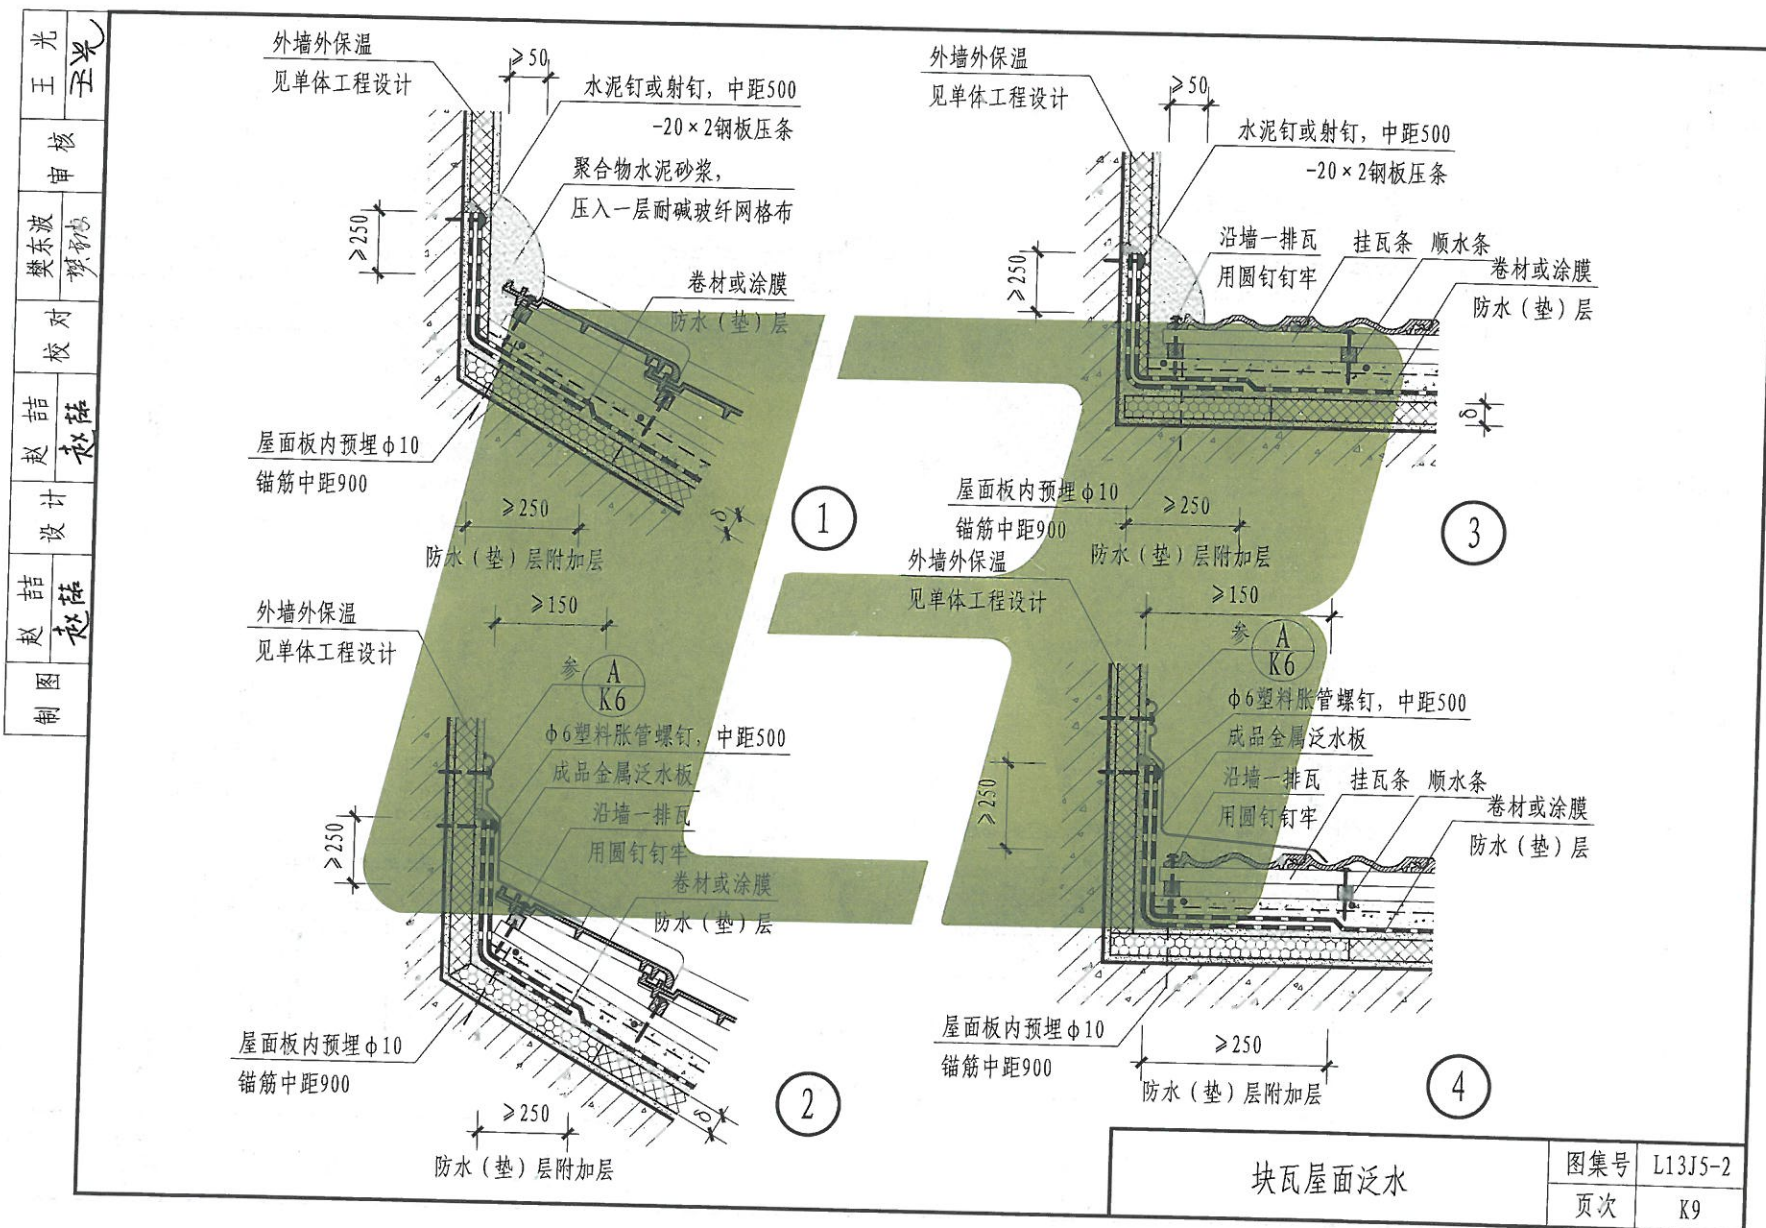 外墙外保温
见单体工程设计
≥50
水泥钉或射钉，中距500
-20×2钢板压条
聚合物水泥砂浆，
压入一层耐碱玻纤网格布
≥250
卷材或涂膜
防水（垫）层
屋面板内预埋φ10
锚筋中距900
≥250
防水（垫）层附加层
δ
1
外墙外保温
见单体工程设计
≥50
水泥钉或射钉，中距500
-20×2钢板压条
沿墙一排瓦
用圆钉钉牢
挂瓦条
顺水条
卷材或涂膜
防水（垫）层
≥250
δ
屋面板内预埋φ10
锚筋中距900
≥250
防水（垫）层附加层
3
外墙外保温
见单体工程设计
≥150
参
A
K6
φ6塑料胀管螺钉，中距500
成品金属泛水板
沿墙一排瓦
用圆钉钉牢
≥250
卷材或涂膜
防水（垫）层
屋面板内预埋φ10
锚筋中距900
≥250
防水（垫）层附加层
δ
2
外墙外保温
见单体工程设计
≥150
参
A
K6
φ6塑料胀管螺钉，中距500
成品金属泛水板
沿墙一排瓦
用圆钉钉牢
挂瓦条
顺水条
卷材或涂膜
防水（垫）层
≥250
屋面板内预埋φ10
锚筋中距900
≥250
防水（垫）层附加层
4
块瓦屋面泛水
图集号
L13J5-2
页次
K9
审核
王光
王光
校对
樊东波
樊东波
设计
赵喆
赵喆
制图
赵喆
赵喆